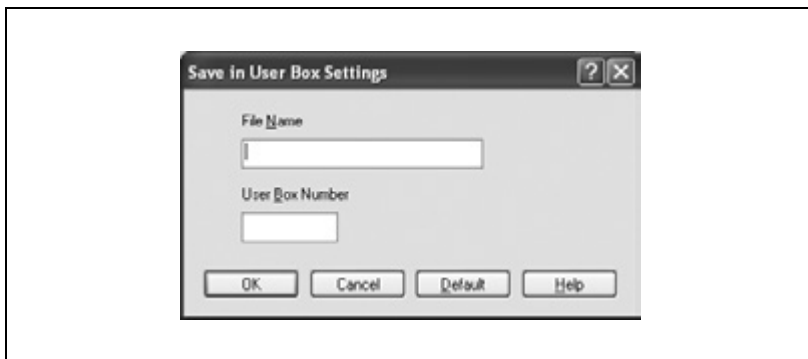 Save in User Box Settings
File Name
User Box Number
OK Cancel Default Help